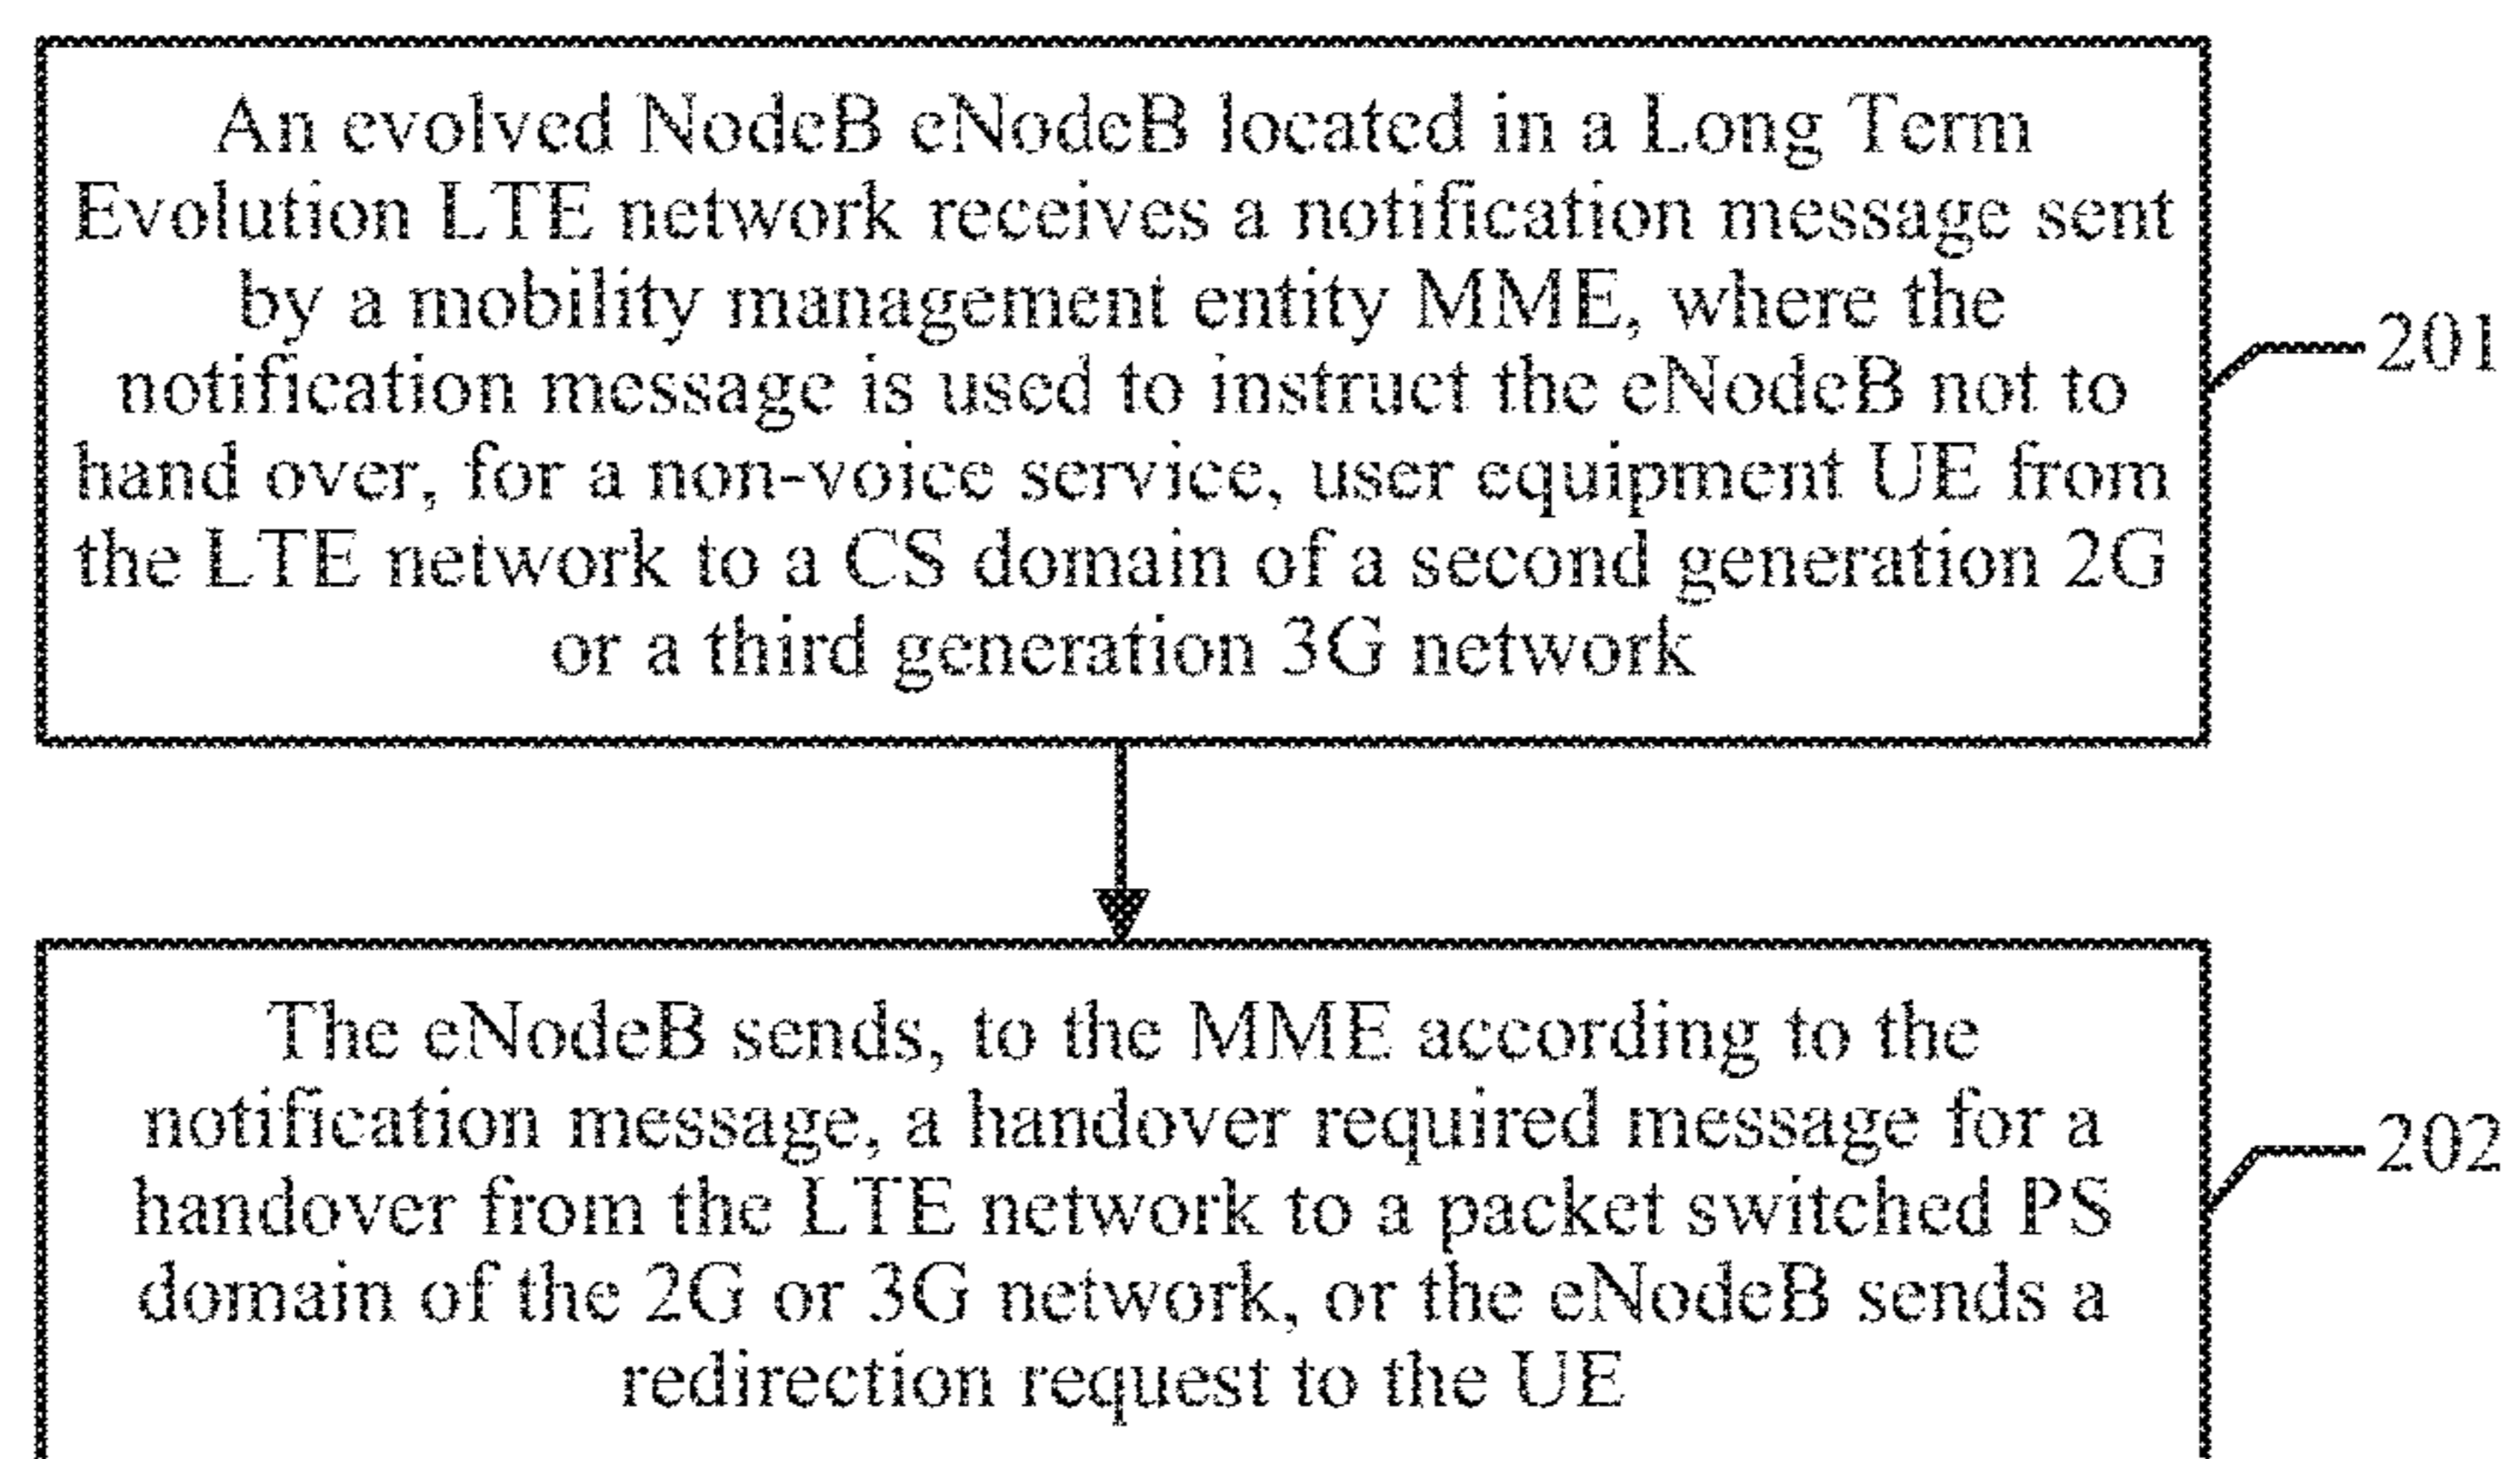 An evolved NodeB eNodeB located in a Long Term
Evolution LTE network receives a notification message sent
by a mobility management entity MME, where the
notification message is used to instruct the eNodeB not to
hand over, for a non-voice service, user equipment UE from
the LTE network to a CS domain of a second generation 2G
or a third generation 3G network
201
The eNodeB sends, to the MME according to the
notification message, a handover required message for a
handover from the LTE network to a packet switched PS
domain of the 2G or 3G network, or the eNodeB sends a
redirection request to the UE
202